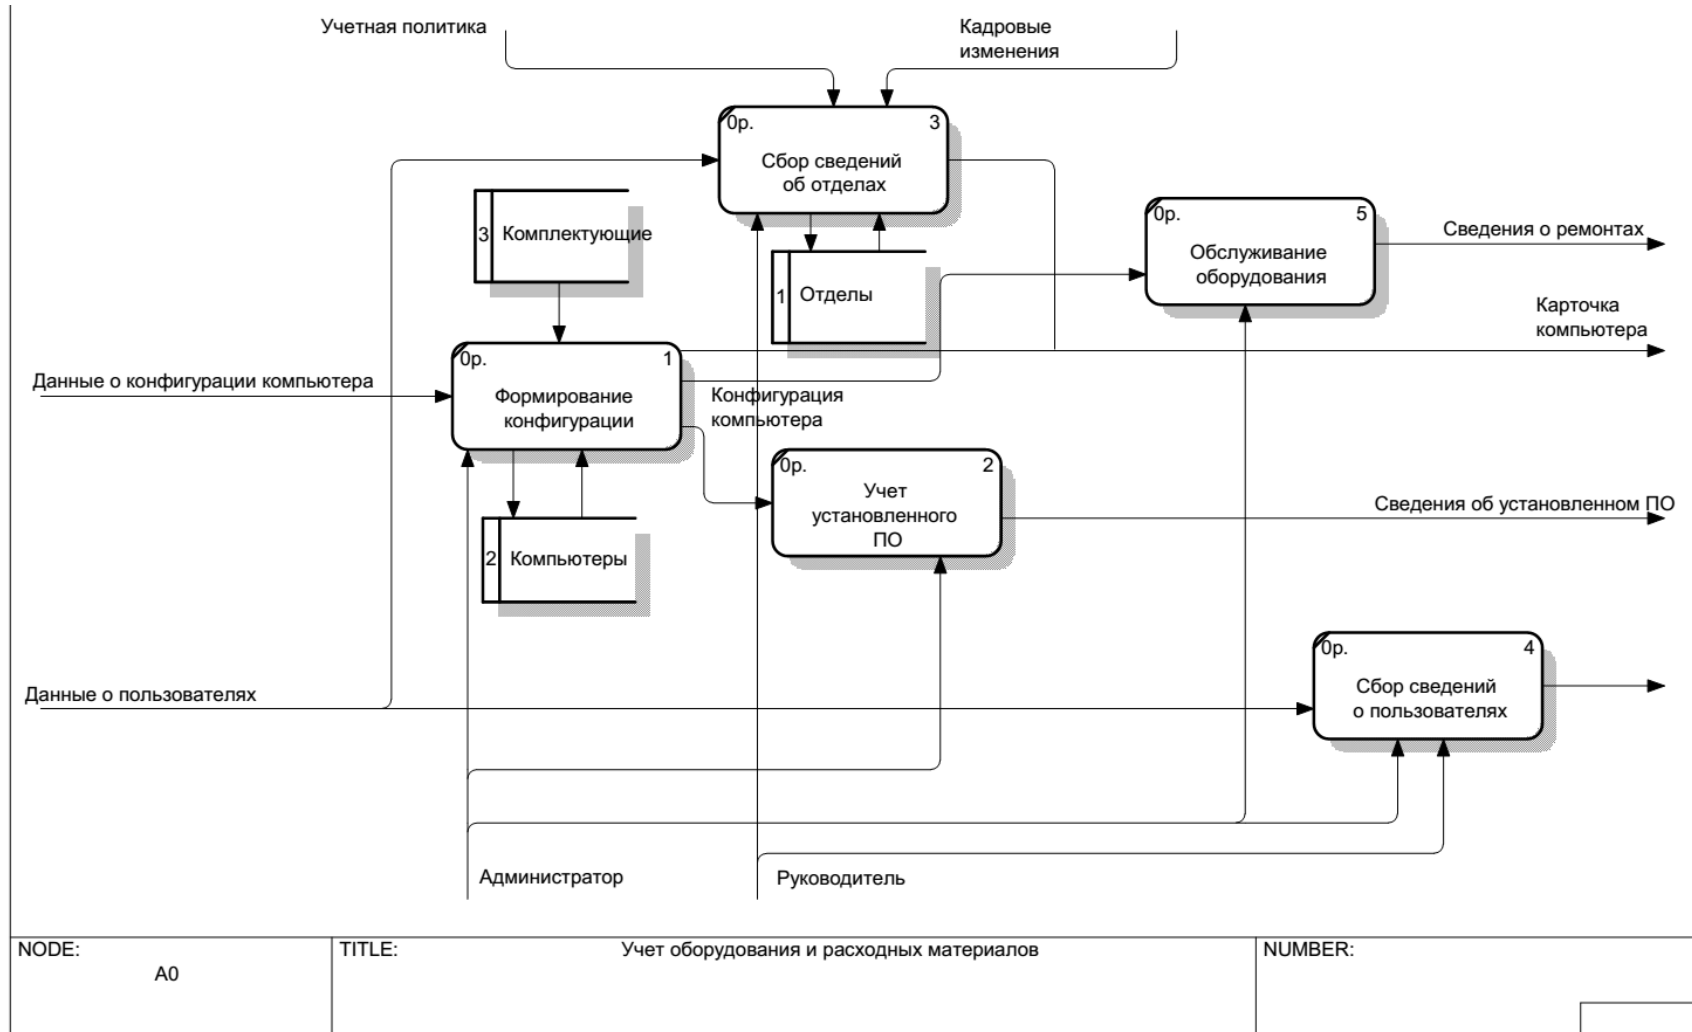 Учетная политика
Кадровые
изменения
0р. 3
Сбор сведений
об отделах
3 Комплектующие
0р. 5
Обслуживание
оборудования
Сведения о ремонтах
1 Отделы
Карточка
компьютера
Данные о конфигурации компьютера
0р. 1
Формирование
конфигурации
Конфигурация
компьютера
0р. 2
Учет
установленного
ПО
Сведения об установленном ПО
2 Компьютеры
Данные о пользователях
0р. 4
Сбор сведений
о пользователях
Администратор
Руководитель
NODE:
A0
TITLE:
Учет оборудования и расходных материалов
NUMBER: